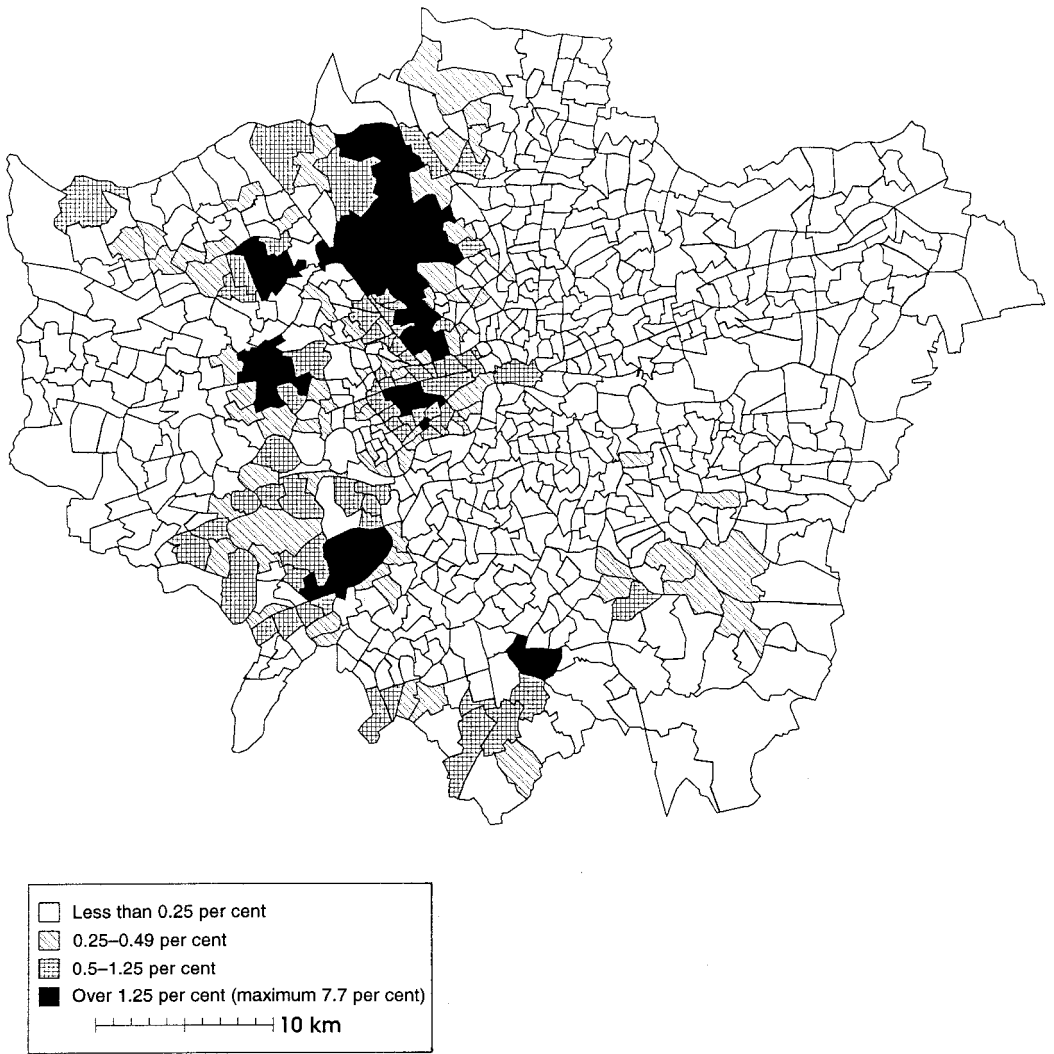 Less than 0.25 per cent
0.25–0.49 per cent
0.5–1.25 per cent
Over 1.25 per cent (maximum 7.7 per cent)
10 km